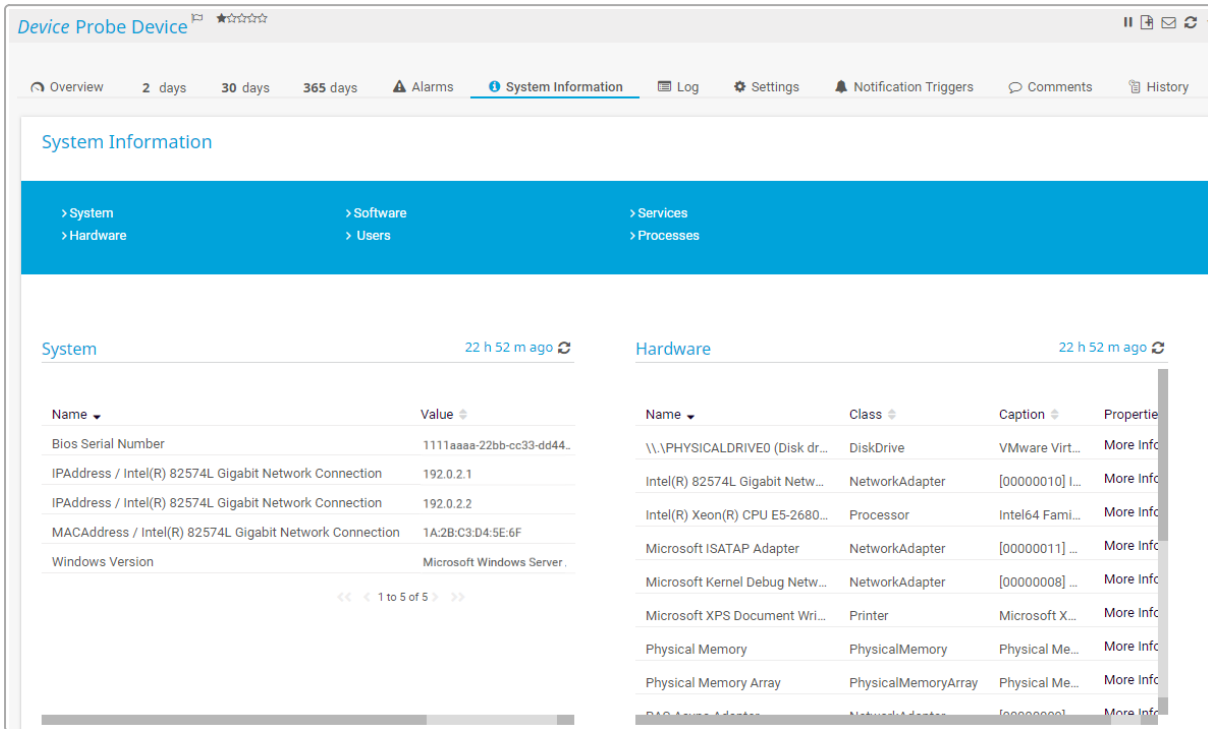 Device Probe Device
Overview 2 days 30 days 365 days Alarms System Information Log Settings Notification Triggers Comments History
System Information
System Software Services
Hardware Users Processes
System 22 h 52 m ago
Name Value
Bios Serial Number 1111aaaa-22bb-cc33-dd44..
IPAddress / Intel(R) 82574L Gigabit Network Connection 192.0.2.1
IPAddress / Intel(R) 82574L Gigabit Network Connection 192.0.2.2
MACAddress / Intel(R) 82574L Gigabit Network Connection 1A:2B:C3:D4:5E:6F
Windows Version Microsoft Windows Server.
<< < 1 to 5 of 5 > >>
Hardware 22 h 52 m ago
Name Class Caption Propertie
\\.\PHYSICALDRIVE0 (Disk dr... DiskDrive VMware Virt... More Info
Intel(R) 82574L Gigabit Netw... NetworkAdapter [00000010] I... More Info
Intel(R) Xeon(R) CPU E5-2680... Processor Intel64 Fami... More Info
Microsoft ISATAP Adapter NetworkAdapter [00000011] ... More Info
Microsoft Kernel Debug Netw... NetworkAdapter [00000008] ... More Info
Microsoft XPS Document Wri... Printer Microsoft X... More Info
Physical Memory PhysicalMemory Physical Me... More Info
Physical Memory Array PhysicalMemoryArray Physical Me... More Info
More Info